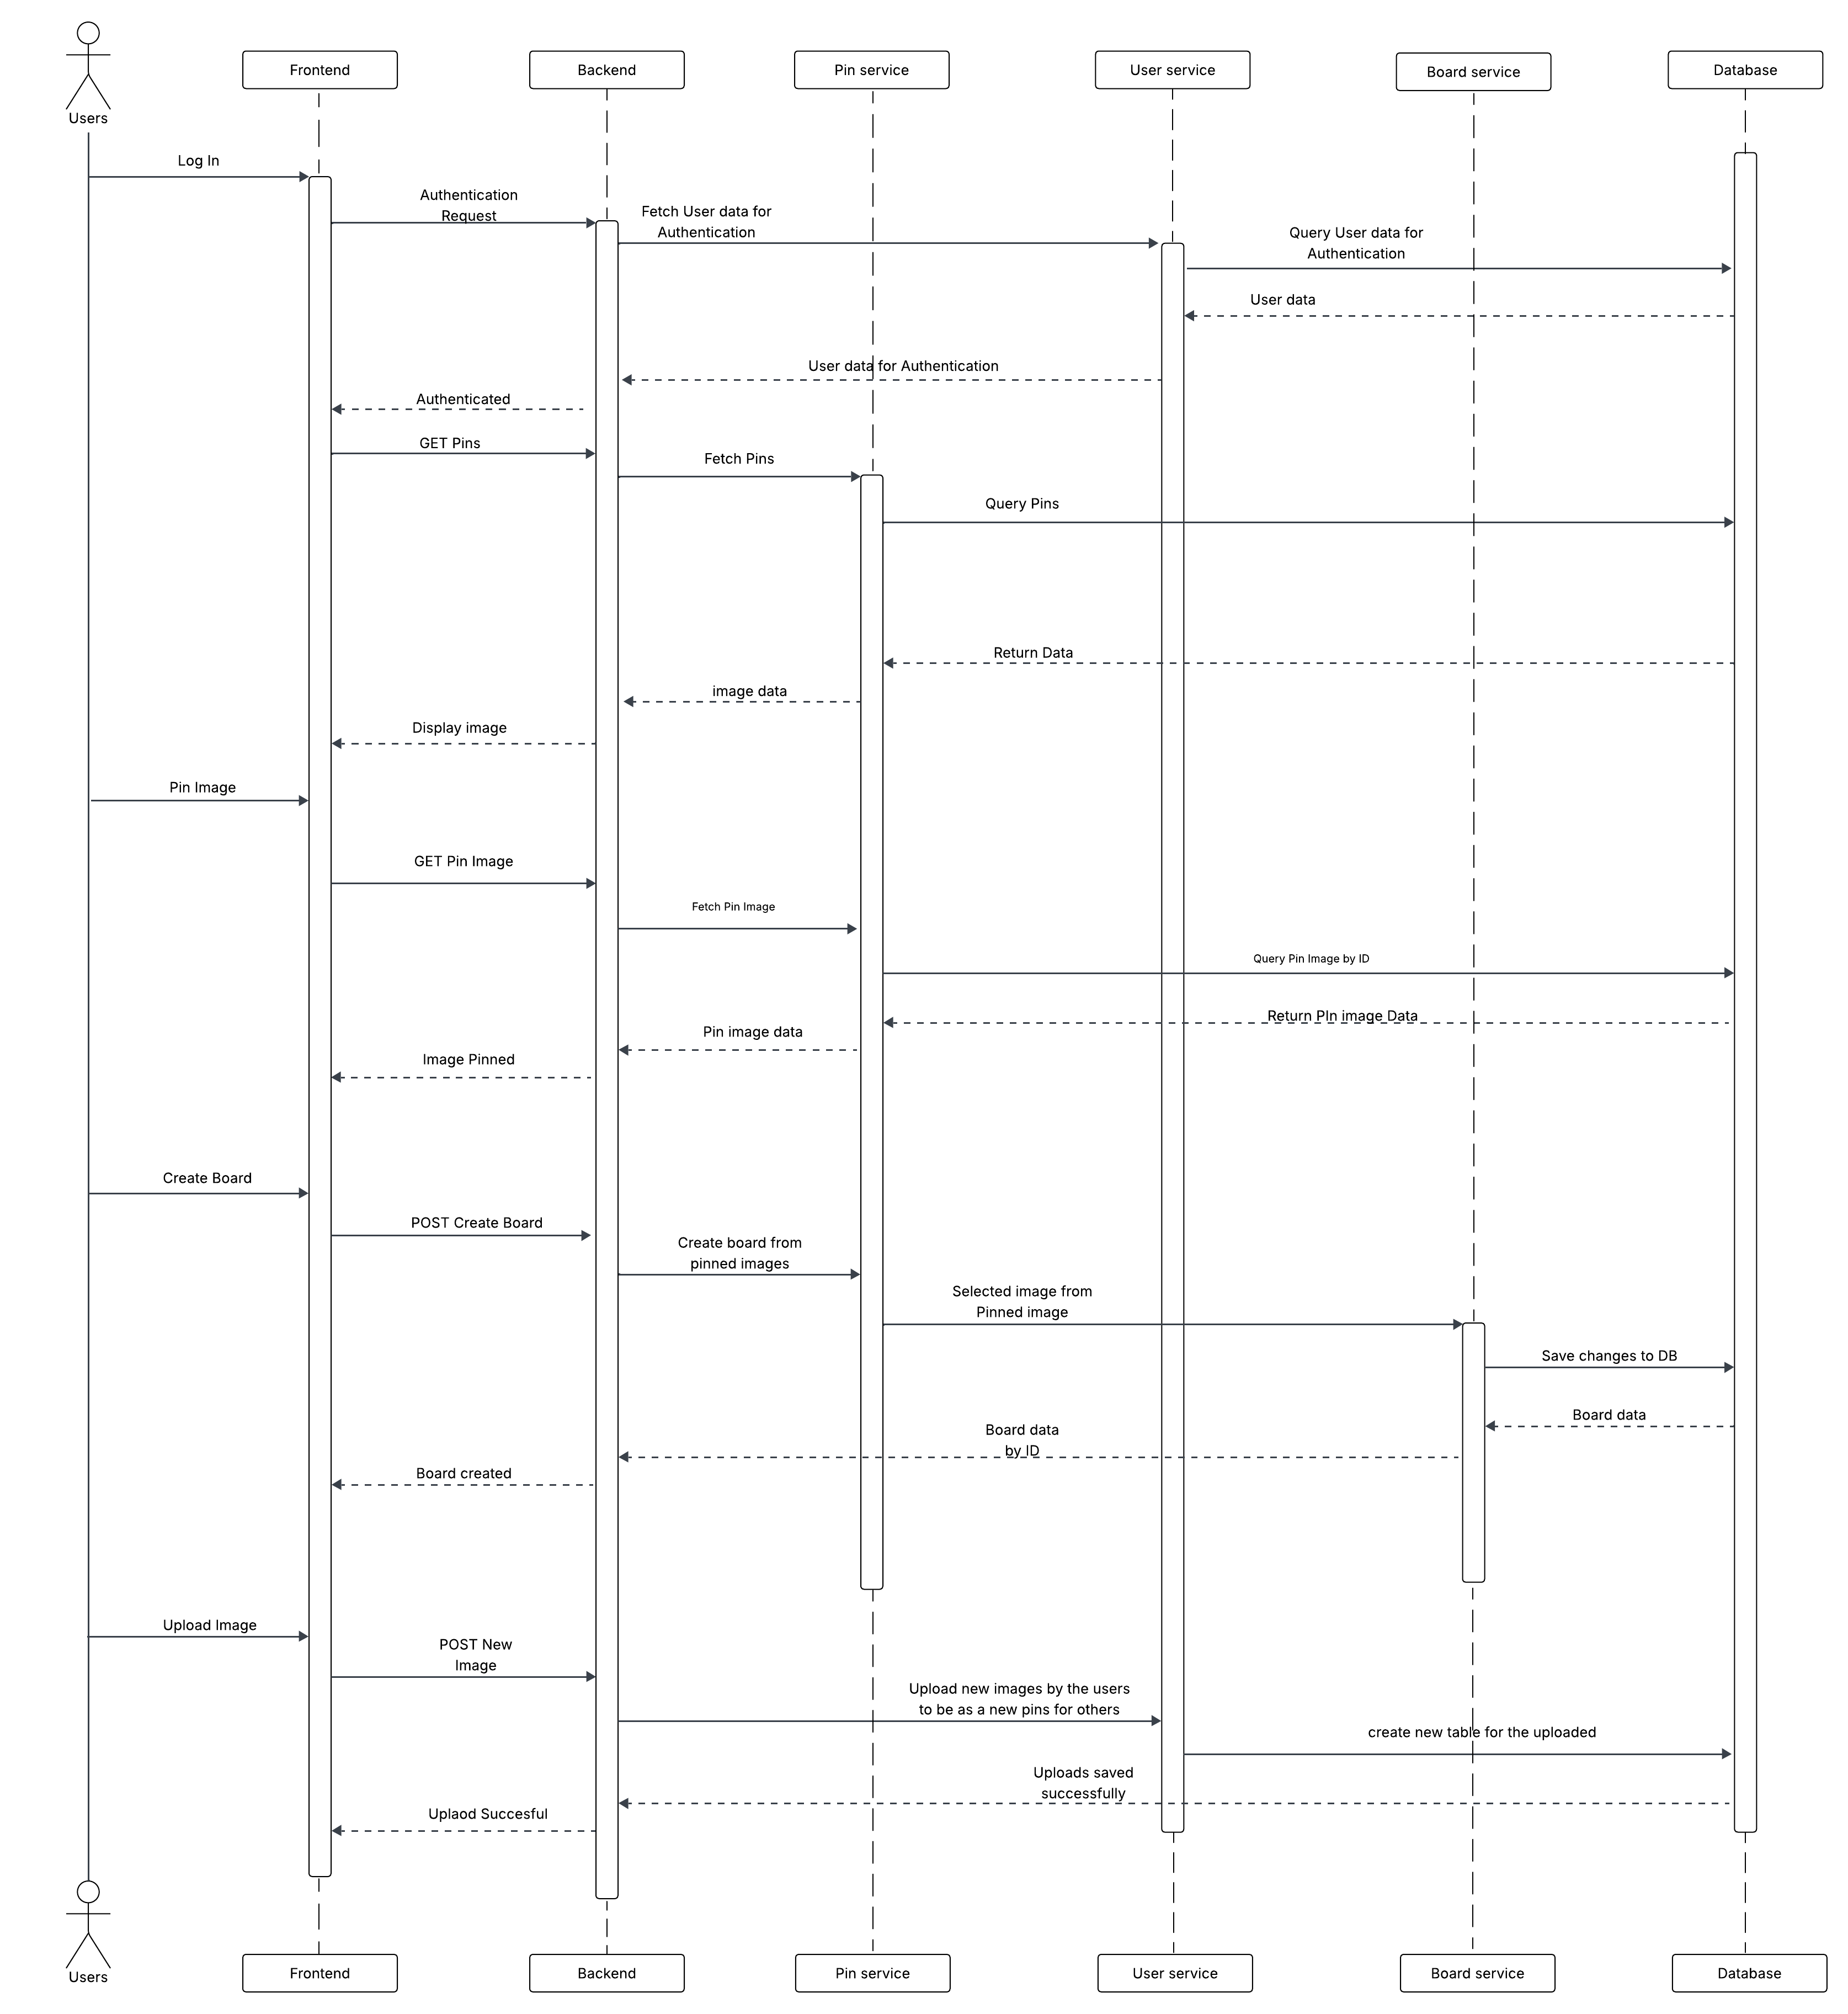 Users
Frontend
Backend
Pin service
User service
Board service
Database
Log In
Authentication
Request
Fetch User data for
Authentication
Query User data for
Authentication
User data
User data for Authentication
Authenticated
GET Pins
Fetch Pins
Query Pins
Return Data
image data
Display image
Pin Image
GET Pin Image
Fetch Pin Image
Query Pin Image by ID
Return PIn image Data
Pin image data
Image Pinned
Create Board
POST Create Board
Create board from
pinned images
Selected image from
Pinned image
Save changes to DB
Board data
Board data
by ID
Board created
Upload Image
POST New
Image
Upload new images by the users
to be as a new pins for others
create new table for the uploaded
Uploads saved
successfully
Uplaod Succesful
Users
Frontend
Backend
Pin service
User service
Board service
Database